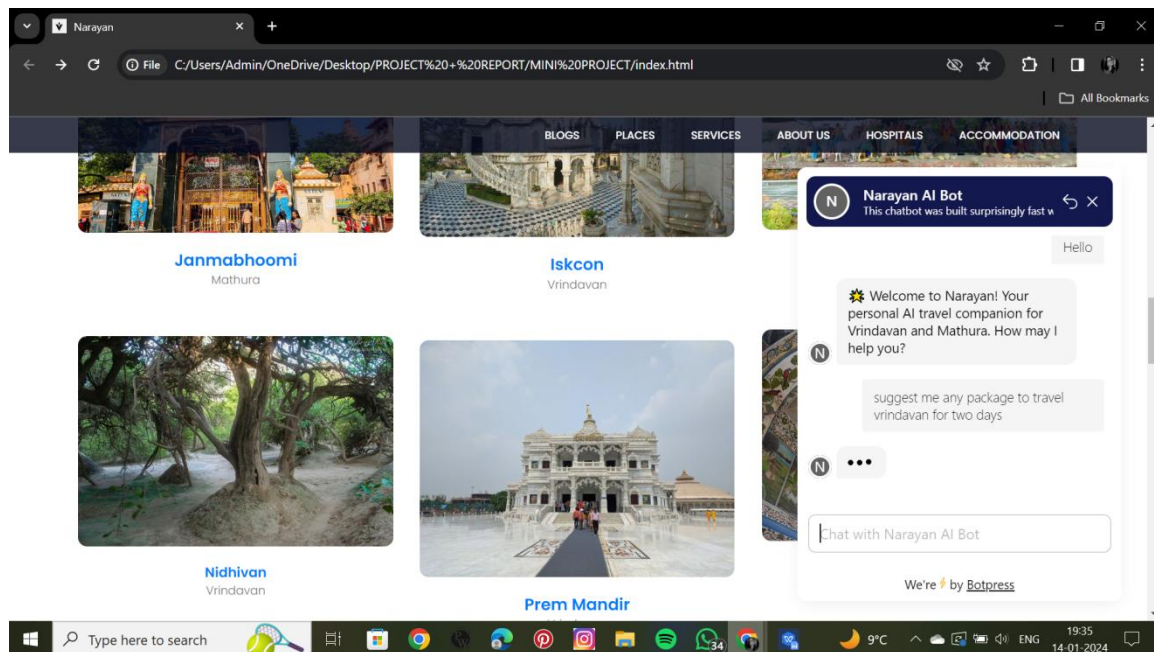 Narayan
File
C:/Users/Admin/OneDrive/Desktop/PROJECT%20+%20REPORT/MINI%20PROJECT/index.html
All Bookmarks
BLOGS PLACES SERVICES ABOUT US HOSPITALS ACCOMMODATION
Janmabhoomi
Mathura
Iskcon
Vrindavan
Nidhivan
Vrindavan
Prem Mandir
N
Narayan AI Bot
This chatbot was built surprisingly fast w
Hello
🌟 Welcome to Narayan! Your
personal AI travel companion for
Vrindavan and Mathura. How may I
help you?
N
suggest me any package to travel
vrindavan for two days
N
Chat with Narayan AI Bot
We're⚡by Botpress
Type here to search
34
9°C
ENG
19:35
14-01-2024